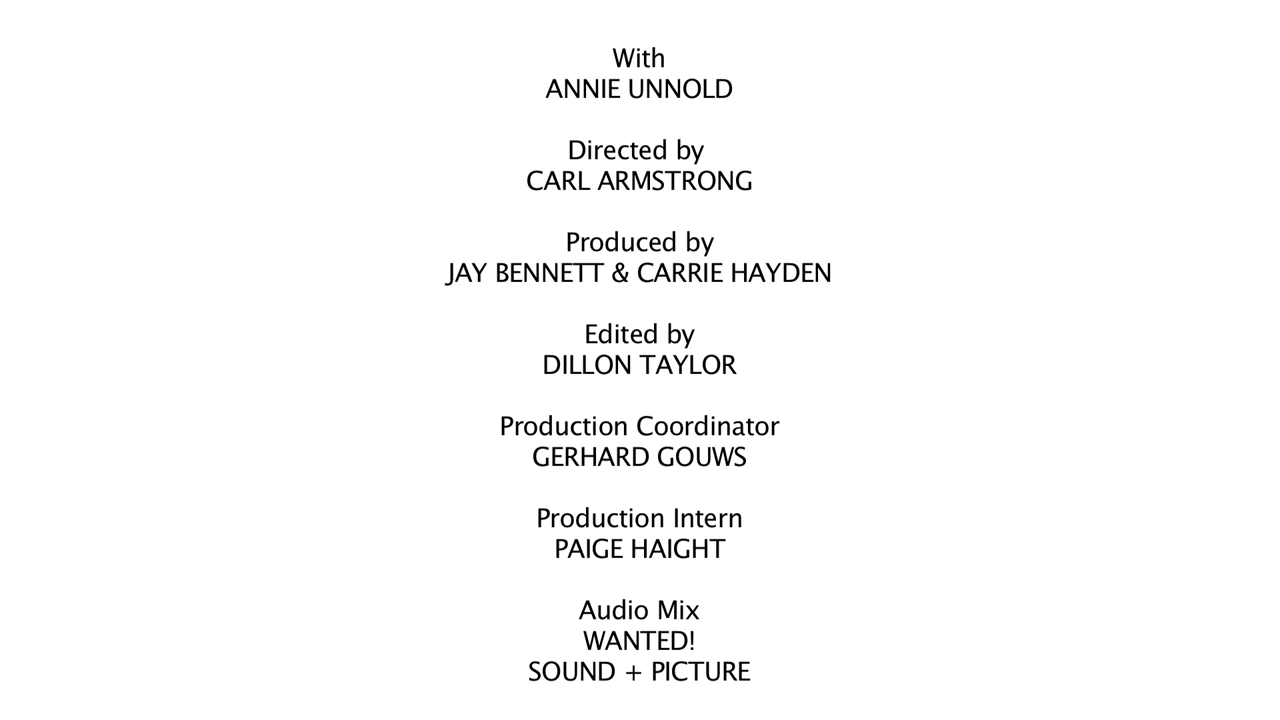 With
ANNIE UNNOLD
Directed by
CARL ARMSTRONG
Produced by
JAY BENNETT & CARRIE HAYDEN
Edited by
DILLON TAYLOR
Production Coordinator
GERHARD GOUWS
Production Intern
PAIGE HAIGHT
Audio Mix
WANTED!
SOUND + PICTURE